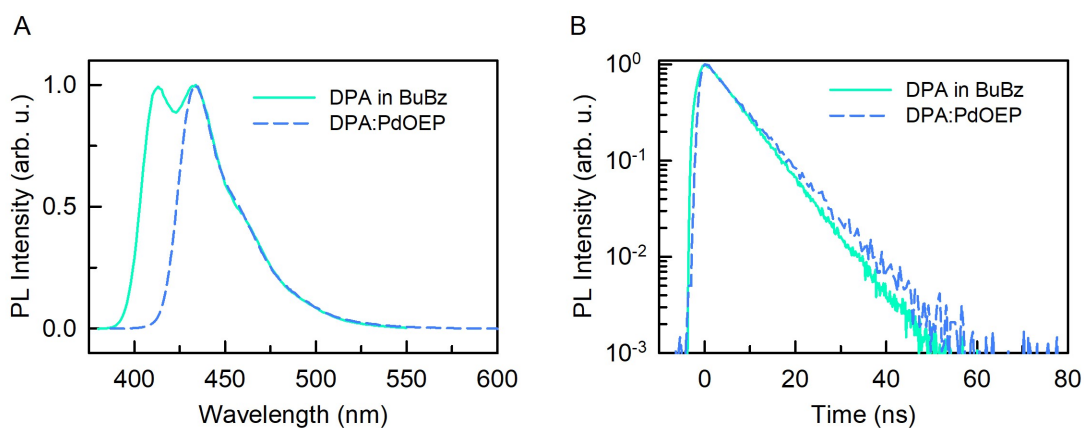 A
PL Intensity (arb. u.)
1.0
0.5
0.0
DPA in BuBz
DPA:PdOEP
400
450
500
550
600
Wavelength (nm)
B
PL Intensity (arb. u.)
10⁰
10⁻¹
10⁻²
10⁻³
DPA in BuBz
DPA:PdOEP
0
20
40
60
80
Time (ns)